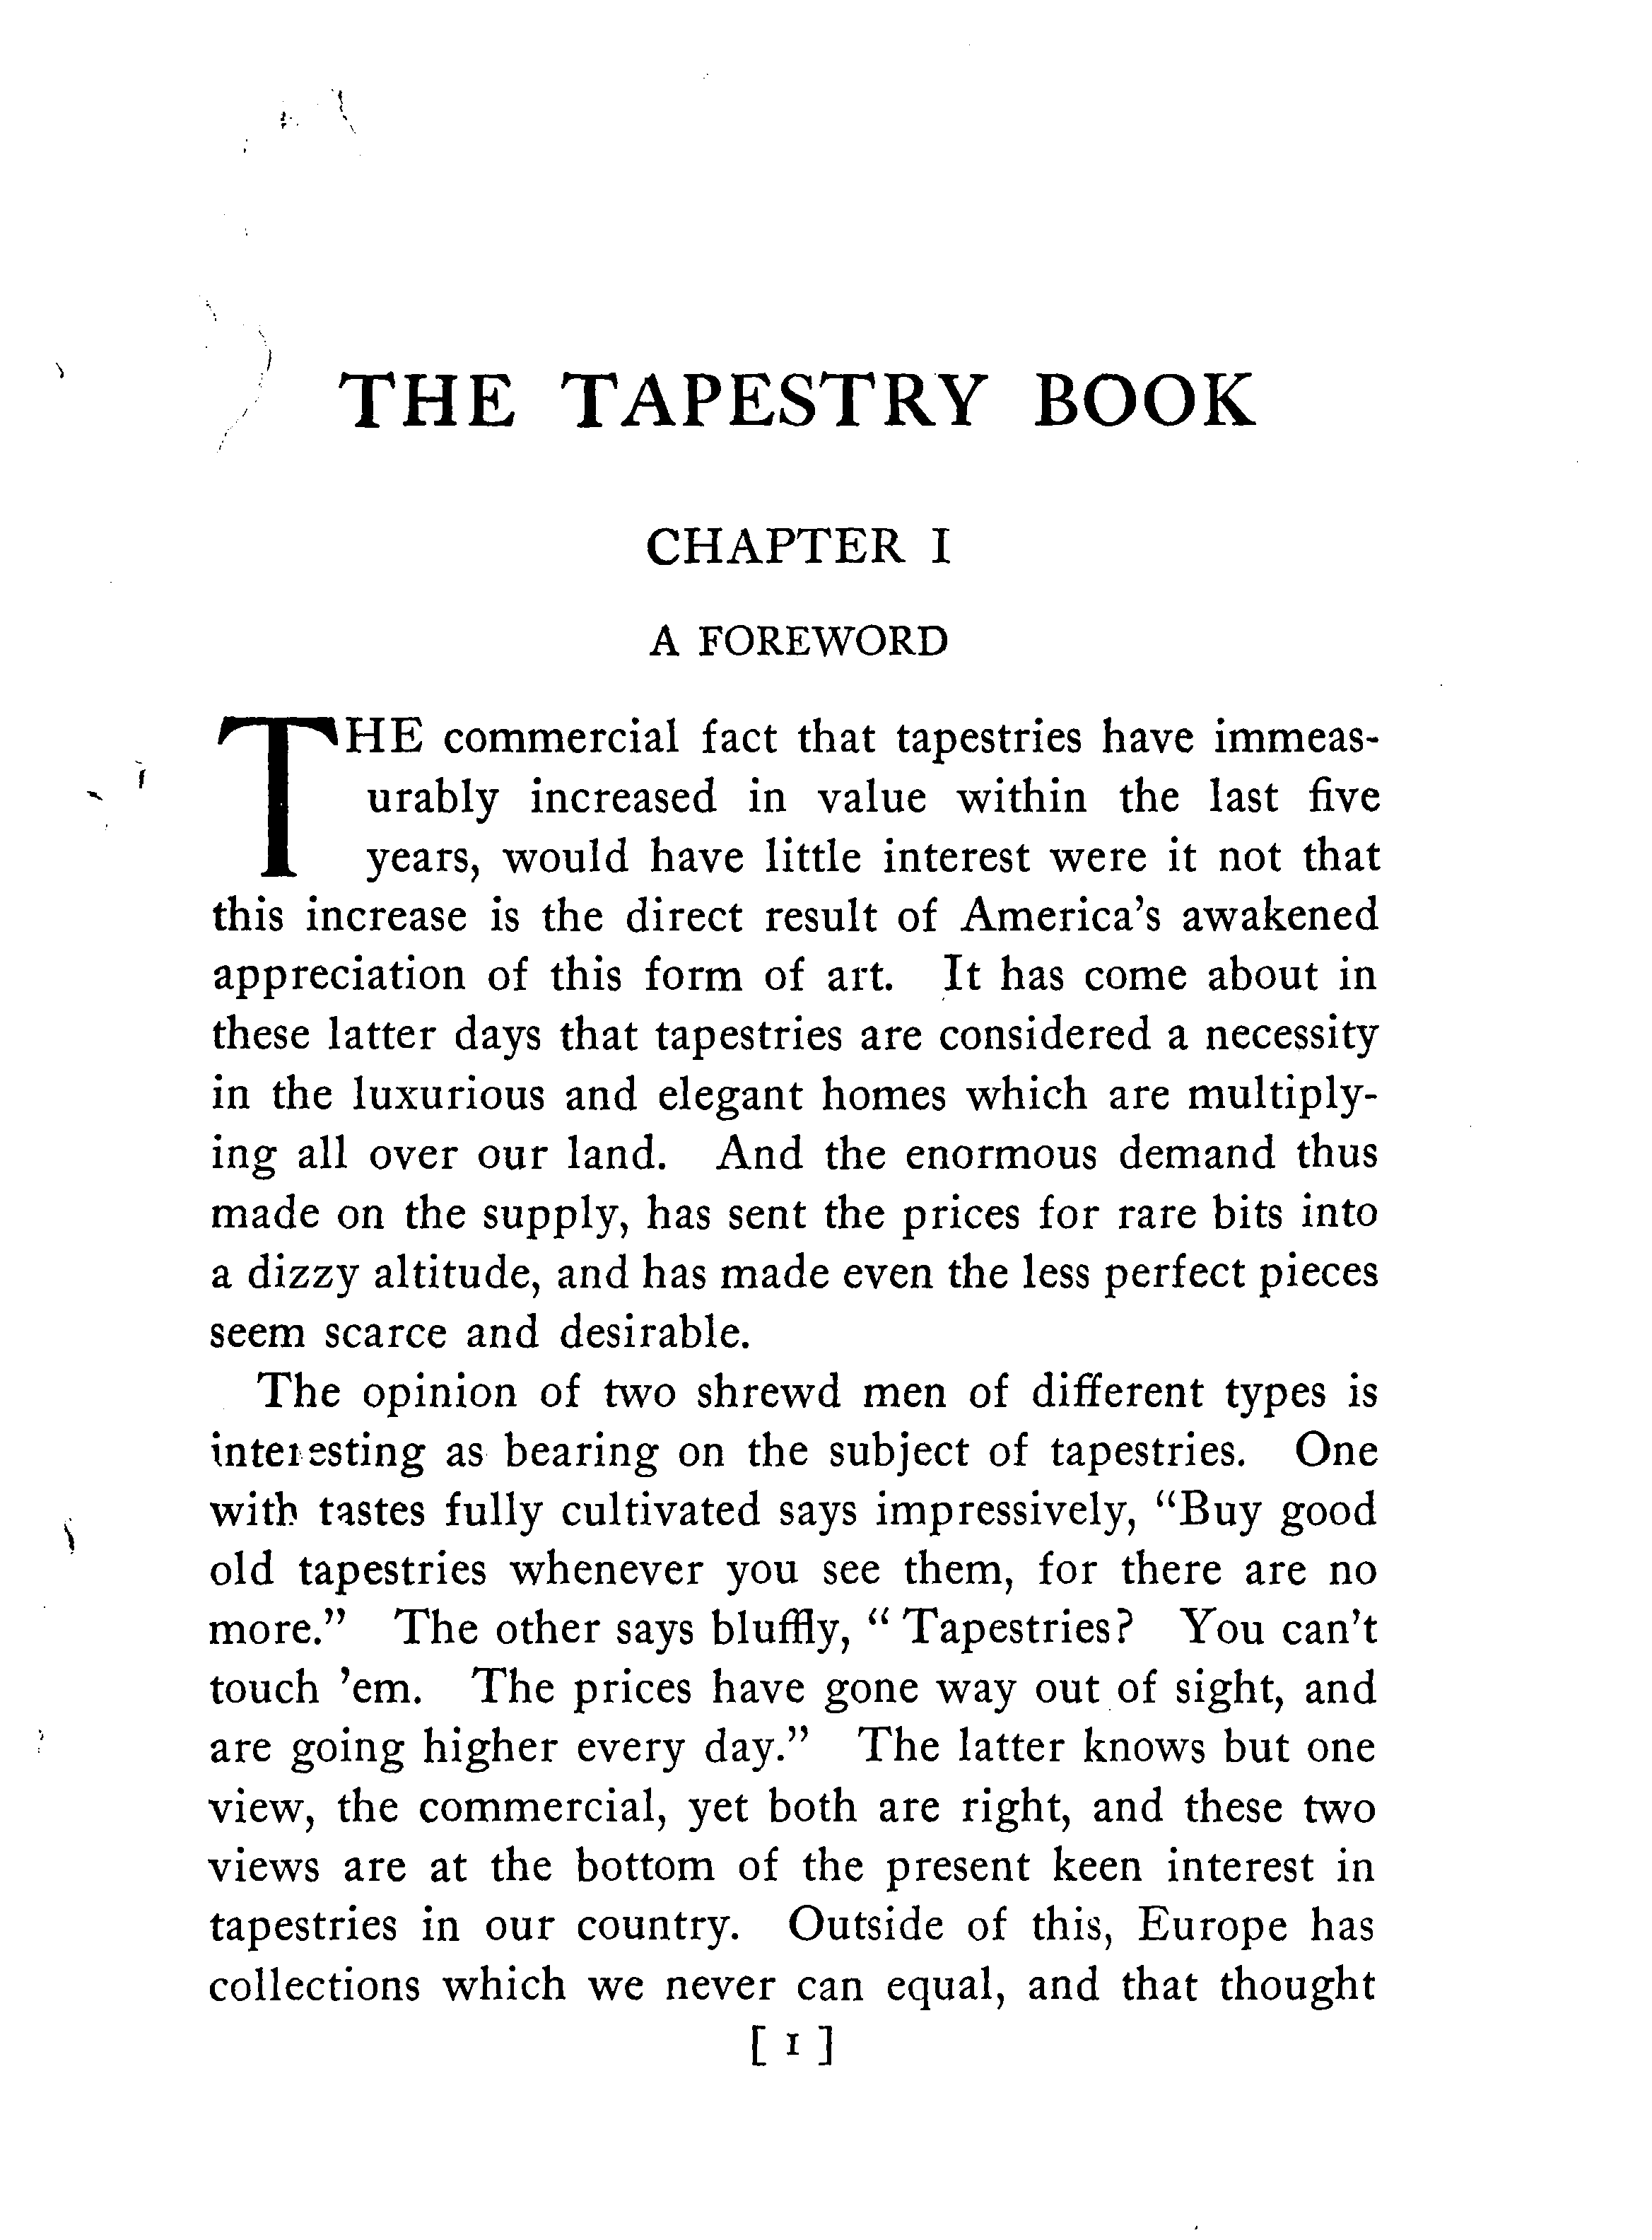 THE TAPESTRY BOOK
CHAPTER I
A FOREWORD
THE commercial fact that tapestries have immeas-
urably increased in value within the last five
years, would have little interest were it not that
this increase is the direct result of America's awakened
appreciation of this form of art. It has come about in
these latter days that tapestries are considered a necessity
in the luxurious and elegant homes which are multiply-
ing all over our land. And the enormous demand thus
made on the supply, has sent the prices for rare bits into
a dizzy altitude, and has made even the less perfect pieces
seem scarce and desirable.
The opinion of two shrewd men of different types is
interesting as bearing on the subject of tapestries. One
with tastes fully cultivated says impressively, "Buy good
old tapestries whenever you see them, for there are no
more." The other says bluffly, "Tapestries? You can't
touch 'em. The prices have gone way out of sight, and
are going higher every day." The latter knows but one
view, the commercial, yet both are right, and these two
views are at the bottom of the present keen interest in
tapestries in our country. Outside of this, Europe has
collections which we never can equal, and that thought
[ 1 ]